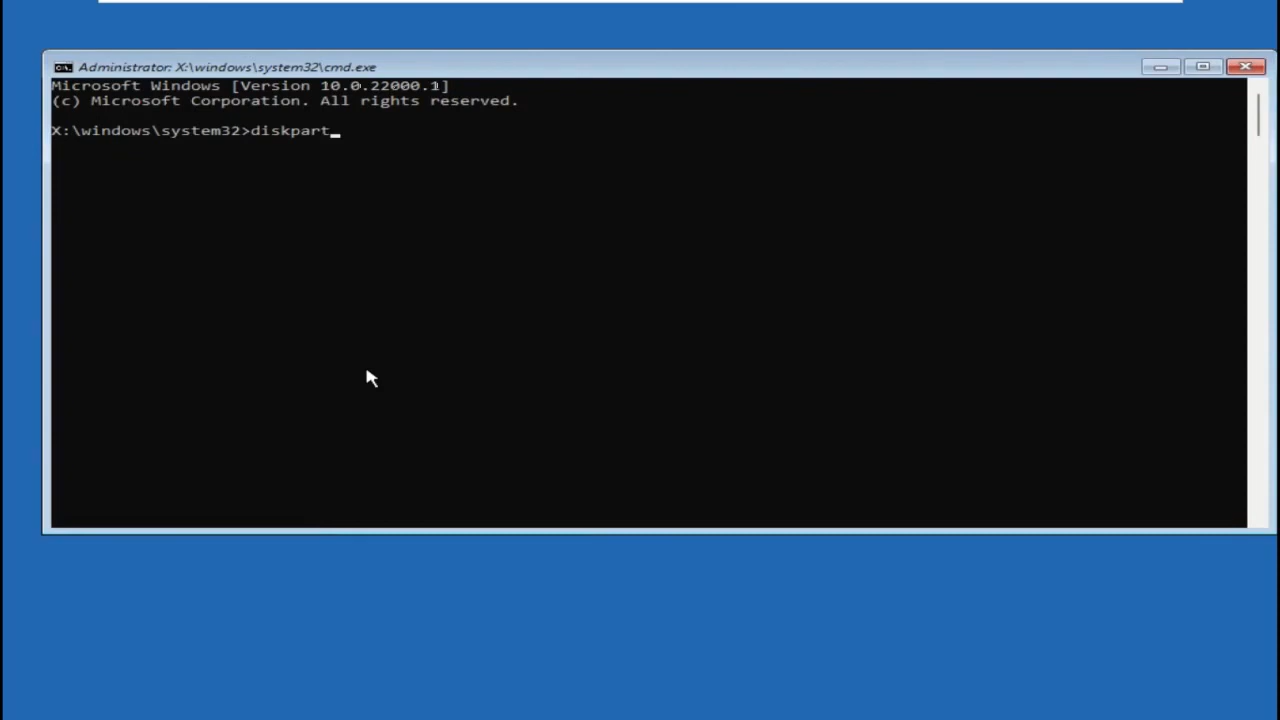 Administrator: X:\windows\system32\cmd.exe
Microsoft Windows [Version 10.0.22000.1]
(c) Microsoft Corporation. All rights reserved.
X:\windows\system32>diskpart_